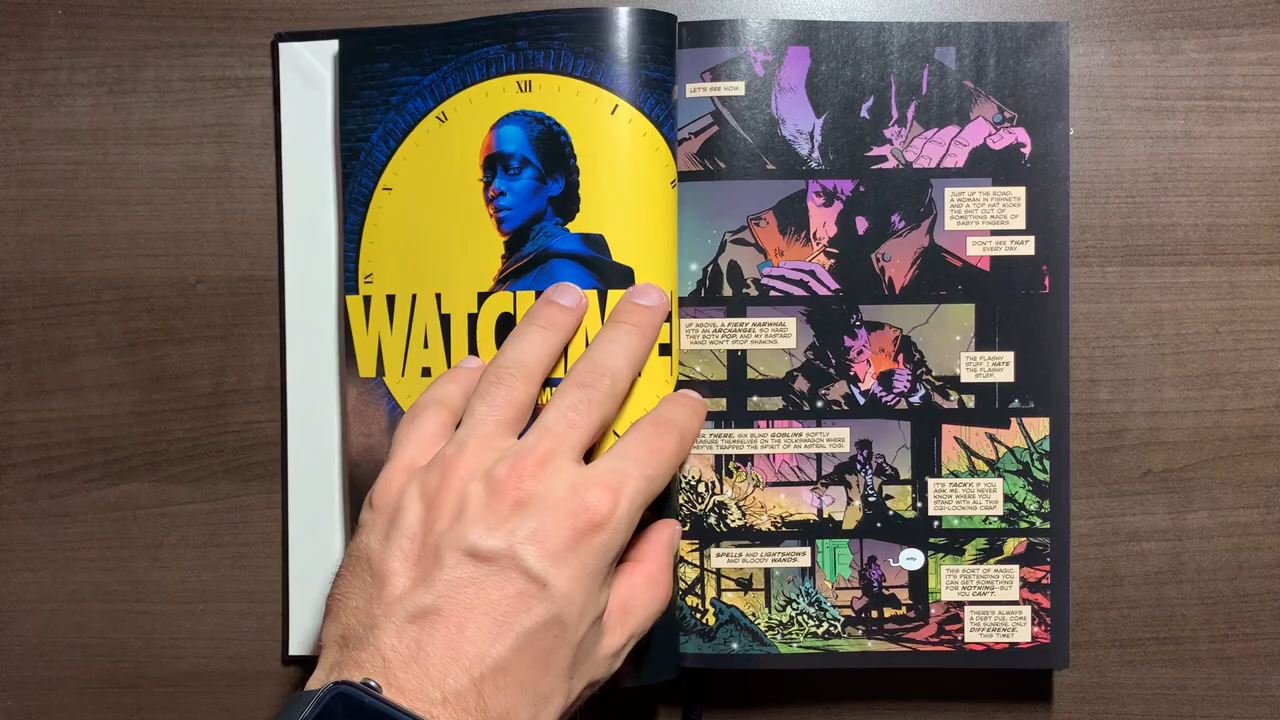 XII
XI
I
X
II
IX
WATCHME
LET'S SEE NOW.
JUST UP THE ROAD,
A WOMAN IN FISHNETS
AND A TOP HAT KICKS
THE SHIT OUT OF
SOMETHING MADE OF
BABY'S FINGERS.
DON'T SEE THAT
EVERY DAY.
flk
UP ABOVE, A FIERY NARWHAL
HITS AN ARCHANGEL SO HARD
THEY BOTH POP, AND MY BASTARD
HAND WON'T STOP SHAKING.
THE FLASHY
STUFF. I HATE
THE FLASHY
STUFF.
THERE, SIX BLIND GOBLINS SOFTLY
THEMSELVES ON THE VOLKSWAGON WHERE
THEY'VE TRAPPED THE SPIRIT OF AN ASTRAL YOGI.
IT'S TACKY, IF YOU
ASK ME. YOU NEVER
KNOW WHERE YOU
STAND WITH ALL THIS
CGI-LOOKING CRAP.
SPELLS AND LIGHTSHOWS
AND BLOODY WANDS.
THIS SORT OF MAGIC,
IT'S PRETENDING YOU
CAN GET SOMETHING
FOR NOTHING--BUT
YOU CAN'T.
THERE'S ALWAYS
A DEBT DUE, COME
THE SUNRISE. ONLY
DIFFERENCE,
THIS TIME?